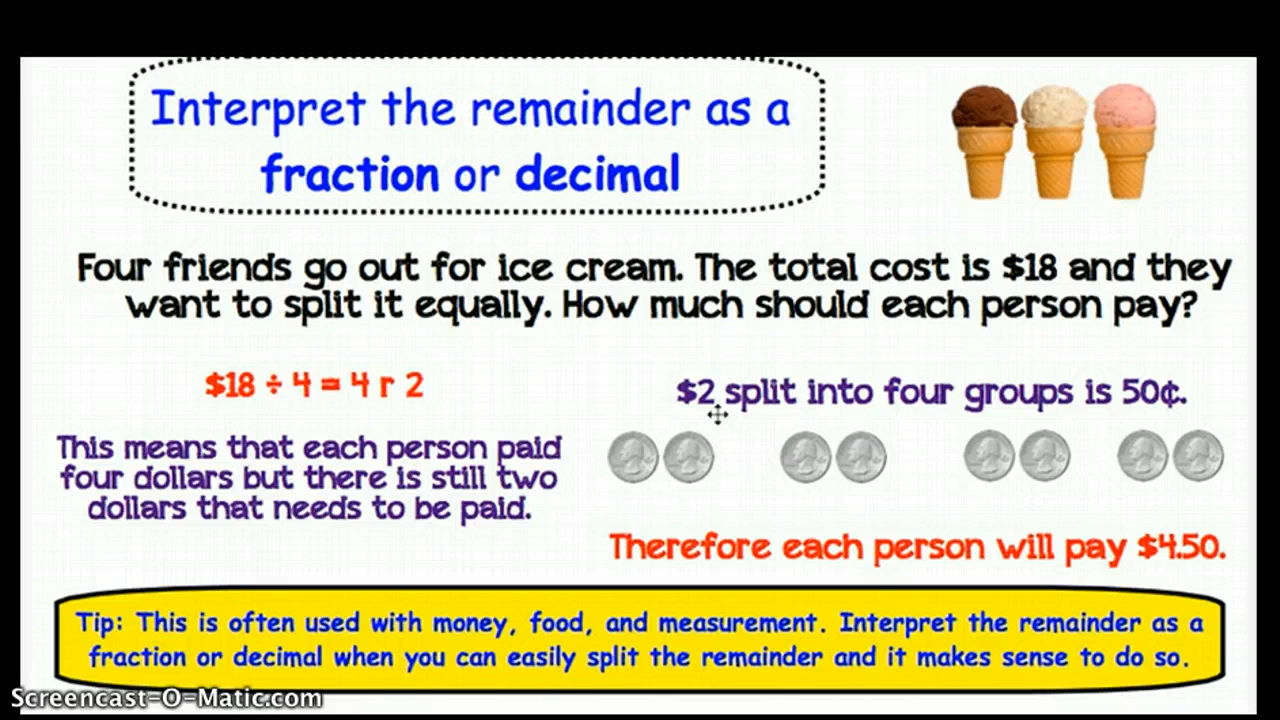 Interpret the remainder as a
fraction or decimal
Four friends go out for ice cream. The total cost is $18 and they
want to split it equally. How much should each person pay?
$18 ÷ 4 = 4 r 2
This means that each person paid
four dollars but there is still two
dollars that needs to be paid.
$2 split into four groups is 50¢.
Therefore each person will pay $4.50.
Tip: This is often used with money, food, and measurement. Interpret the remainder as a
fraction or decimal when you can easily split the remainder and it makes sense to do so.
Screencast-O-Matic.com